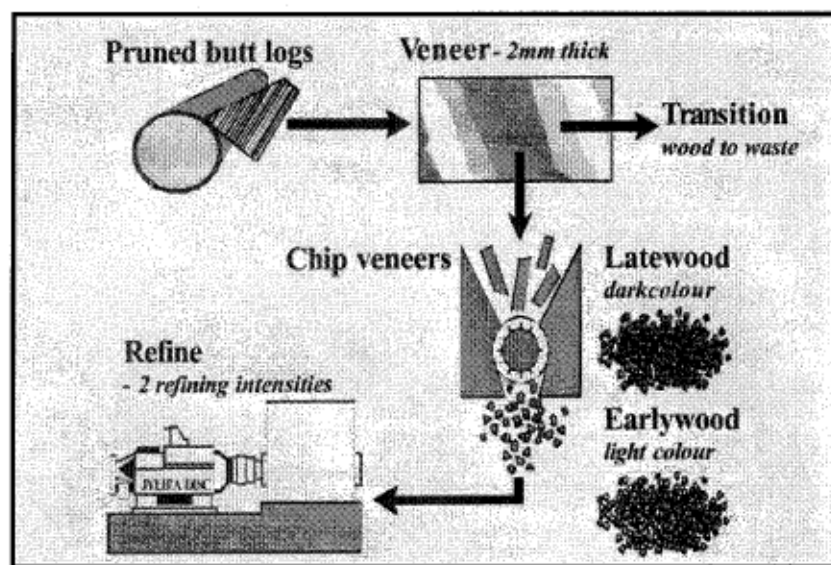 Pruned butt logs
Veneer - 2mm thick
Transition
wood to waste
Chip veneers
Latewood
darkcolour
Refine
- 2 refining intensities
Earlywood
light colour
DISC